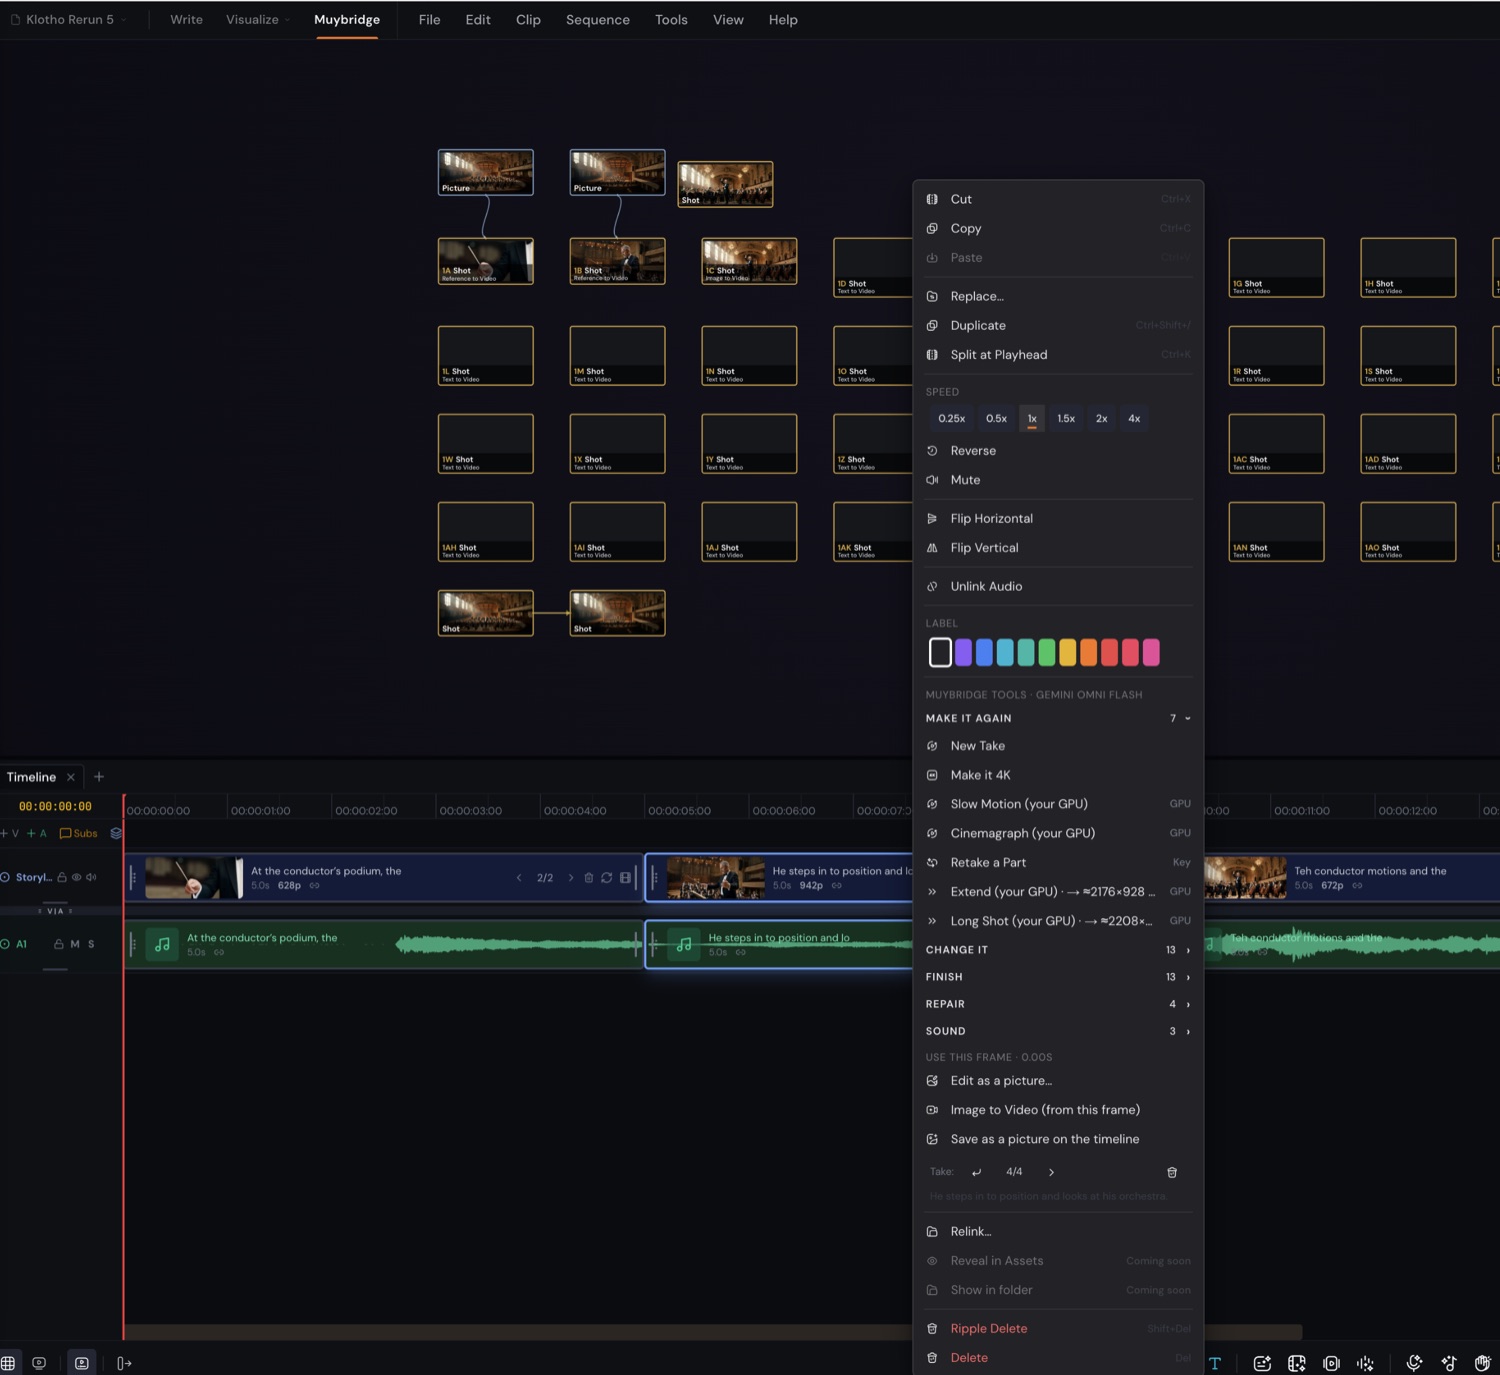 Klotho Rerun 5 Write Visualize Muybridge File Edit Clip Sequence Tools View Help
Picture Picture Shot
1A Shot
Reference to Video
1B Shot
Reference to Video
1C Shot
Image to Video
1D Shot
Text to Video
1G Shot
Text to Video
1H Shot
Text to Video
1L Shot
Text to Video
1M Shot
Text to Video
1N Shot
Text to Video
1O Shot
Text to Video
1R Shot
Text to Video
1S Shot
Text to Video
1W Shot
Text to Video
1X Shot
Text to Video
1Y Shot
Text to Video
1Z Shot
Text to Video
1AC Shot
Text to Video
1AD Shot
Text to Video
1AH Shot
Text to Video
1AI Shot
Text to Video
1AJ Shot
Text to Video
1AK Shot
Text to Video
1AN Shot
Text to Video
1AO Shot
Text to Video
Shot Shot
Cut Ctrl+X
Copy Ctrl+C
Paste
Replace...
Duplicate Ctrl+Shift+/
Split at Playhead Ctrl+K
SPEED
0.25x 0.5x 1x 1.5x 2x 4x
Reverse
Mute
Flip Horizontal
Flip Vertical
Unlink Audio
LABEL
MUYBRIDGE TOOLS · GEMINI OMNI FLASH
MAKE IT AGAIN 7
New Take
Make it 4K
Slow Motion (your GPU) GPU
Cinemagraph (your GPU) GPU
Retake a Part Key
Extend (your GPU) · → ≈2176×928 ... GPU
Long Shot (your GPU) · → ≈2208×... GPU
CHANGE IT 13
FINISH 13
REPAIR 4
SOUND 3
USE THIS FRAME · 0.00S
Edit as a picture...
Image to Video (from this frame)
Save as a picture on the timeline
Take: 4/4
He steps in to position and looks at his orchestra.
Relink...
Reveal in Assets Coming soon
Show in folder Coming soon
Ripple Delete Shift+Del
Delete Del
Timeline
00:00:00:00 00:00:00:00 00:00:01:00 00:00:02:00 00:00:03:00 00:00:04:00 00:00:05:00 00:00:06:00 00:00:07:0 0:00 00:00:11:00 00:00:12:00 00:
+ V + A Subs
Storyl...
At the conductor's podium, the
5.0s 628p
2/2
He steps in to position and lo
5.0s 942p
Teh conductor motions and the
5.0s 672p
V|A
A1 M S
At the conductor's podium, the
5.0s
He steps in to position and lo
5.0s
Teh conductor motions and the
5.0s
T